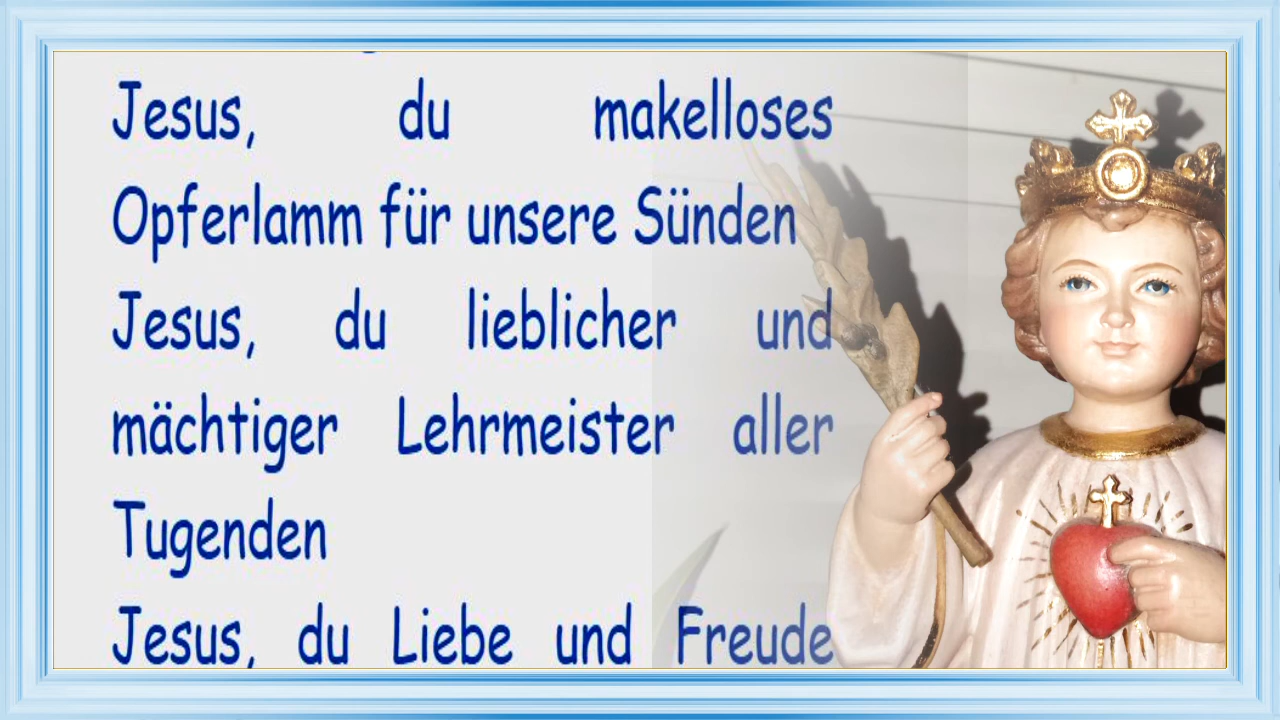 Jesus, du makelloses
Opferlamm für unsere Sünden
Jesus, du lieblicher und
mächtiger Lehrmeister aller
Tugenden
Jesus, du Liebe und Freude